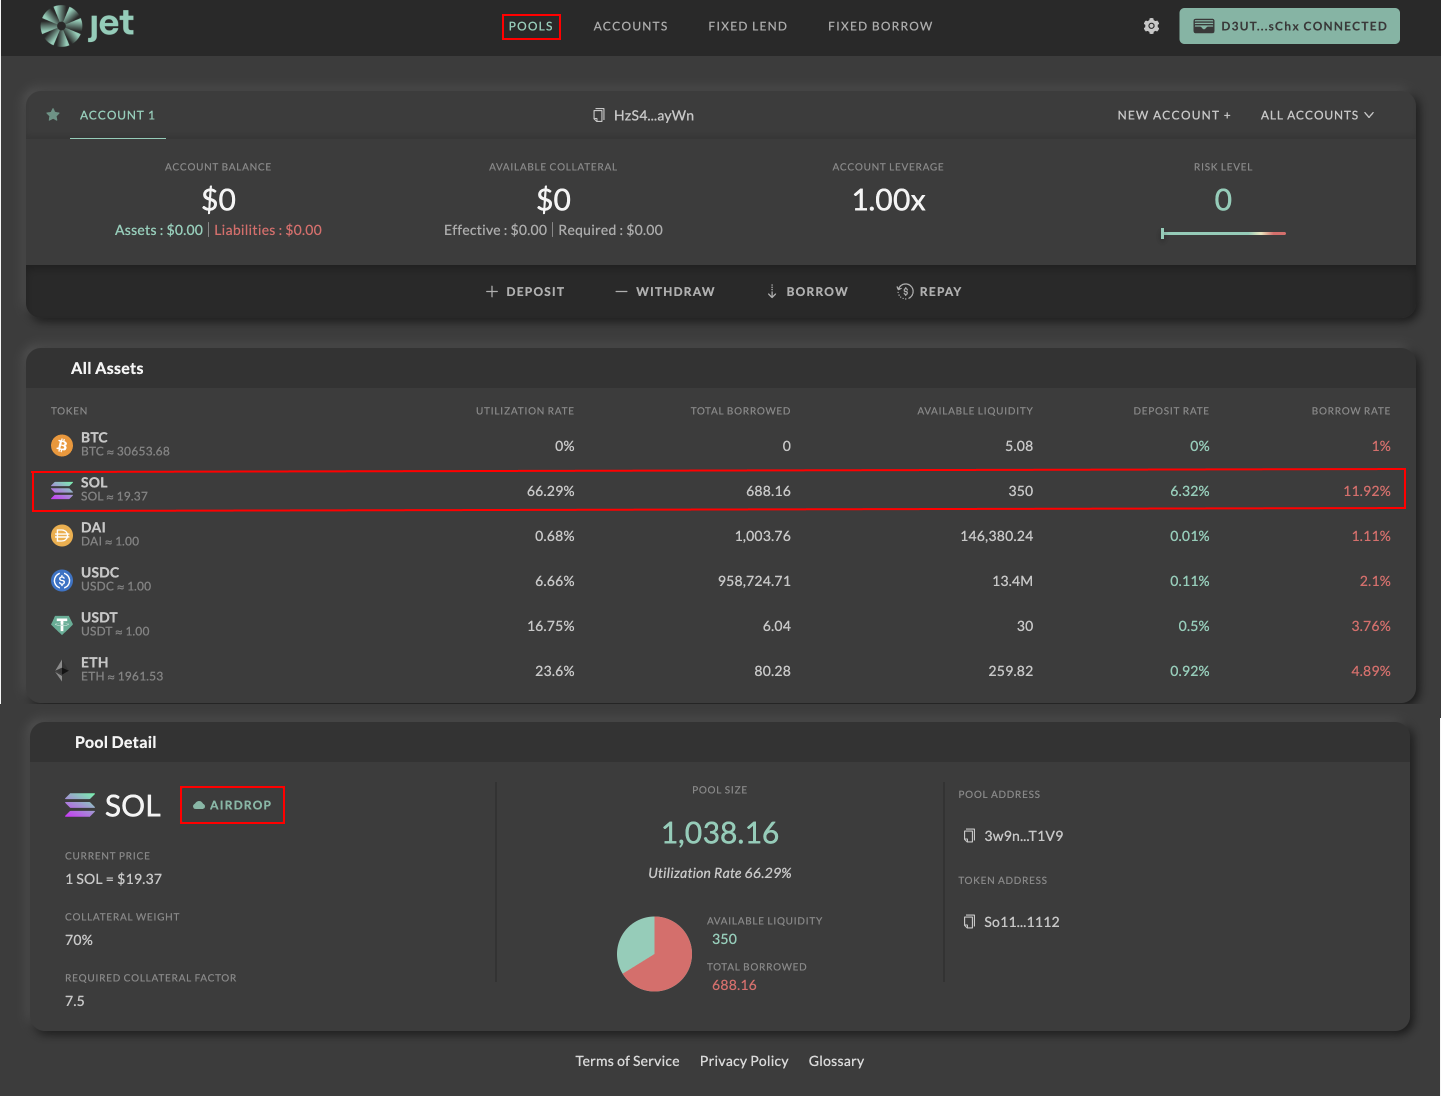 jet POOLS ACCOUNTS FIXED LEND FIXED BORROW D3UT...sChx CONNECTED
ACCOUNT 1 HzS4...ayWn NEW ACCOUNT + ALL ACCOUNTS
ACCOUNT BALANCE AVAILABLE COLLATERAL ACCOUNT LEVERAGE RISK LEVEL
$0 $0 1.00x 0
Assets : $0.00 | Liabilities : $0.00 Effective : $0.00 | Required : $0.00
DEPOSIT WITHDRAW BORROW REPAY
All Assets
TOKEN UTILIZATION RATE TOTAL BORROWED AVAILABLE LIQUIDITY DEPOSIT RATE BORROW RATE
BTC
BTC ≈ 30653.68 0% 0 5.08 0% 1%
SOL
SOL ≈ 19.37 66.29% 688.16 350 6.32% 11.92%
DAI
DAI ≈ 1.00 0.68% 1,003.76 146,380.24 0.01% 1.11%
USDC
USDC ≈ 1.00 6.66% 958,724.71 13.4M 0.11% 2.1%
USDT
USDT ≈ 1.00 16.75% 6.04 30 0.5% 3.76%
ETH
ETH ≈ 1961.53 23.6% 80.28 259.82 0.92% 4.89%
Pool Detail
SOL AIRDROP
CURRENT PRICE
1 SOL = $19.37
COLLATERAL WEIGHT
70%
REQUIRED COLLATERAL FACTOR
7.5
POOL SIZE
1,038.16
Utilization Rate 66.29%
AVAILABLE LIQUIDITY
350
TOTAL BORROWED
688.16
POOL ADDRESS
3w9n...T1V9
TOKEN ADDRESS
So11...1112
Terms of Service Privacy Policy Glossary